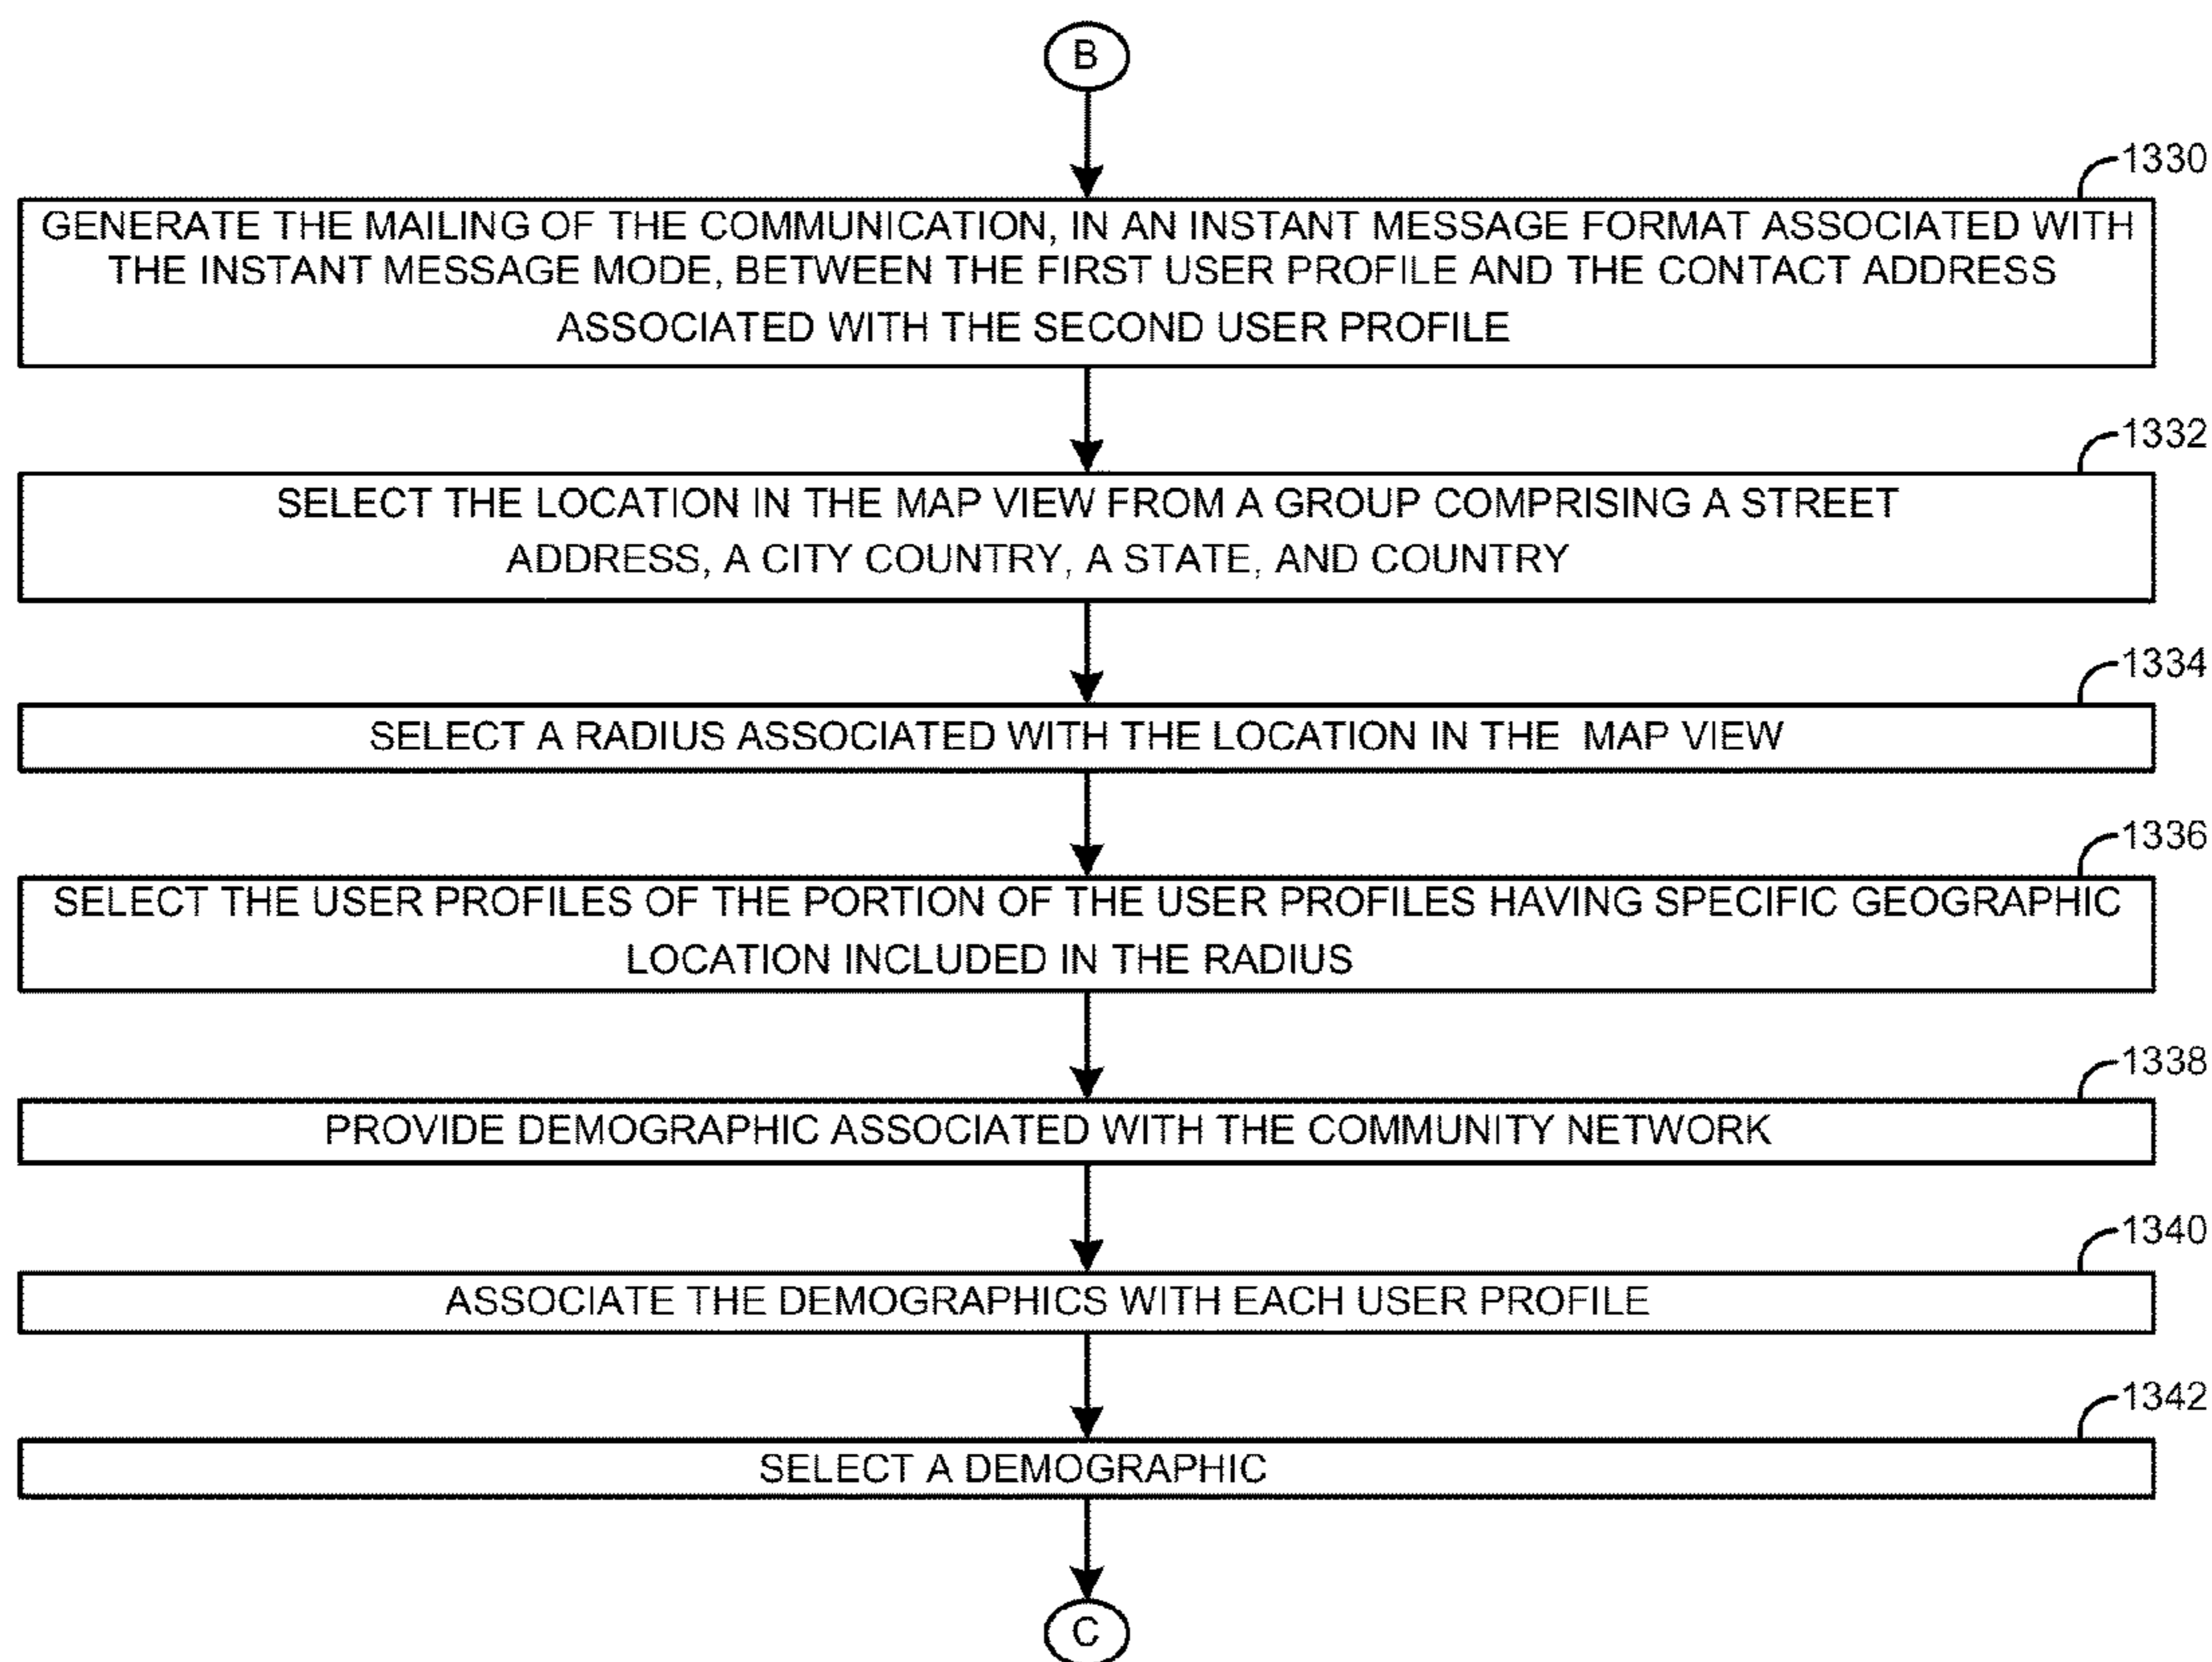 B
1330
GENERATE THE MAILING OF THE COMMUNICATION, IN AN INSTANT MESSAGE FORMAT ASSOCIATED WITH
THE INSTANT MESSAGE MODE, BETWEEN THE FIRST USER PROFILE AND THE CONTACT ADDRESS
ASSOCIATED WITH THE SECOND USER PROFILE
1332
SELECT THE LOCATION IN THE MAP VIEW FROM A GROUP COMPRISING A STREET
ADDRESS, A CITY COUNTRY, A STATE, AND COUNTRY
1334
SELECT A RADIUS ASSOCIATED WITH THE LOCATION IN THE MAP VIEW
1336
SELECT THE USER PROFILES OF THE PORTION OF THE USER PROFILES HAVING SPECIFIC GEOGRAPHIC
LOCATION INCLUDED IN THE RADIUS
1338
PROVIDE DEMOGRAPHIC ASSOCIATED WITH THE COMMUNITY NETWORK
1340
ASSOCIATE THE DEMOGRAPHICS WITH EACH USER PROFILE
1342
SELECT A DEMOGRAPHIC
C